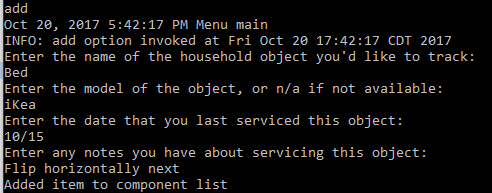 add
Oct 20, 2017 5:42:17 PM Menu main
INFO: add option invoked at Fri Oct 20 17:42:17 CDT 2017
Enter the name of the household object you'd like to track:
Bed
Enter the model of the object, or n/a if not available:
iKea
Enter the date that you last serviced this object:
10/15
Enter any notes you have about servicing this object:
Flip horizontally next
Added item to component list